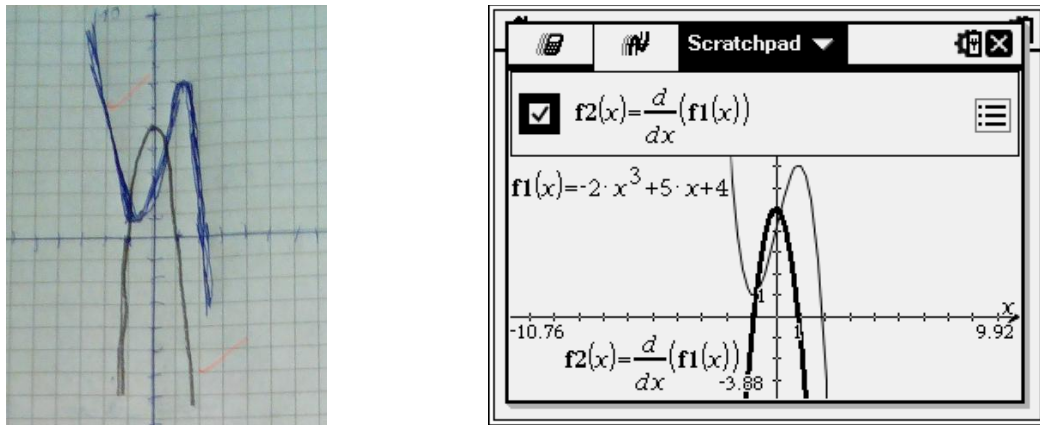 10
Scratchpad
f2(x)=d/dx(f1(x))
f1(x)=-2·x^3+5·x+4
1
x
-10.76
1
9.92
f2(x)=d/dx(f1(x))
-3.88